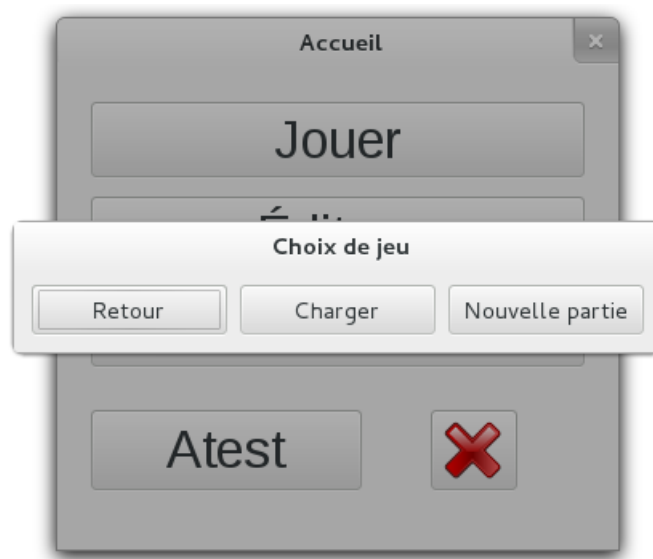 Accueil
Jouer
Choix de jeu
Retour
Charger
Nouvelle partie
Atest